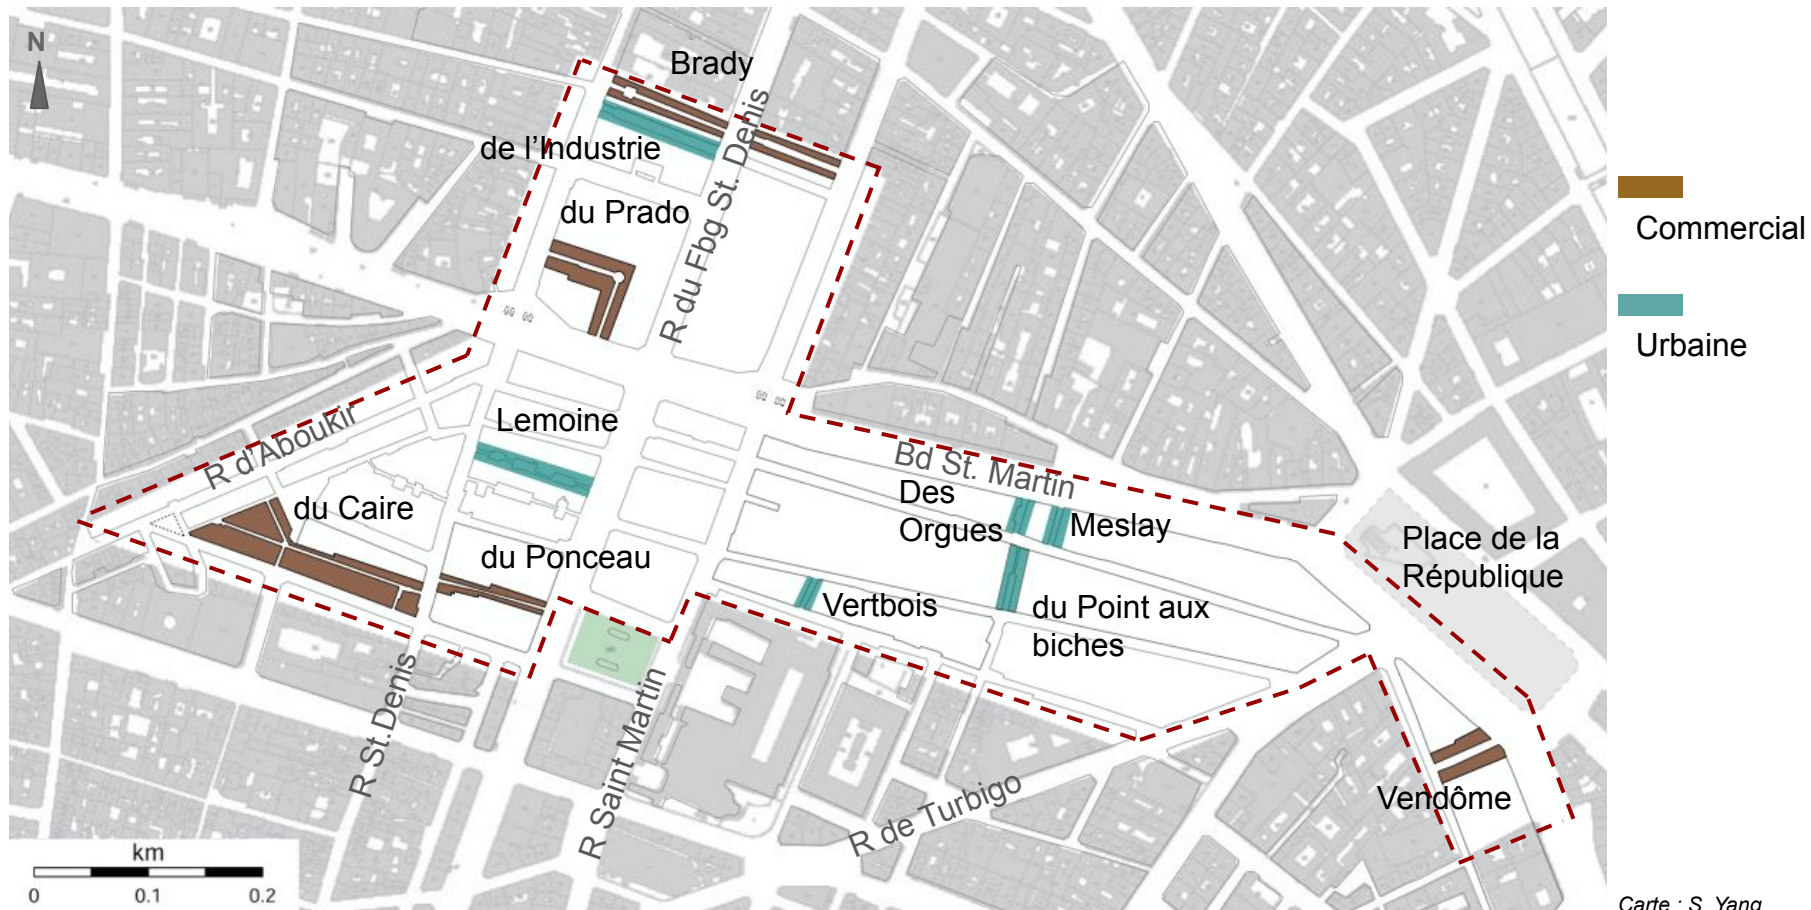 N
Brady
de l'Industrie
du Prado
R du Fbg St. Denis
Commercial
Urbaine
Lemoine
R d'Aboukir
Bd St. Martin
Des
Orgues
Meslay
du Caire
du Ponceau
Place de la
République
Vertbois
du Point aux
biches
R St.Denis
R Saint Martin
R de Turbigo
Vendôme
km
0 0.1 0.2
Carte : S. Yang